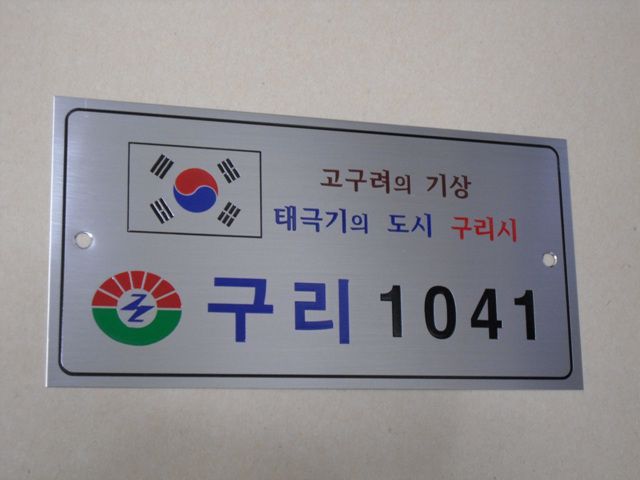 고구려의 기상
태극기의 도시 구리시
구리 1041